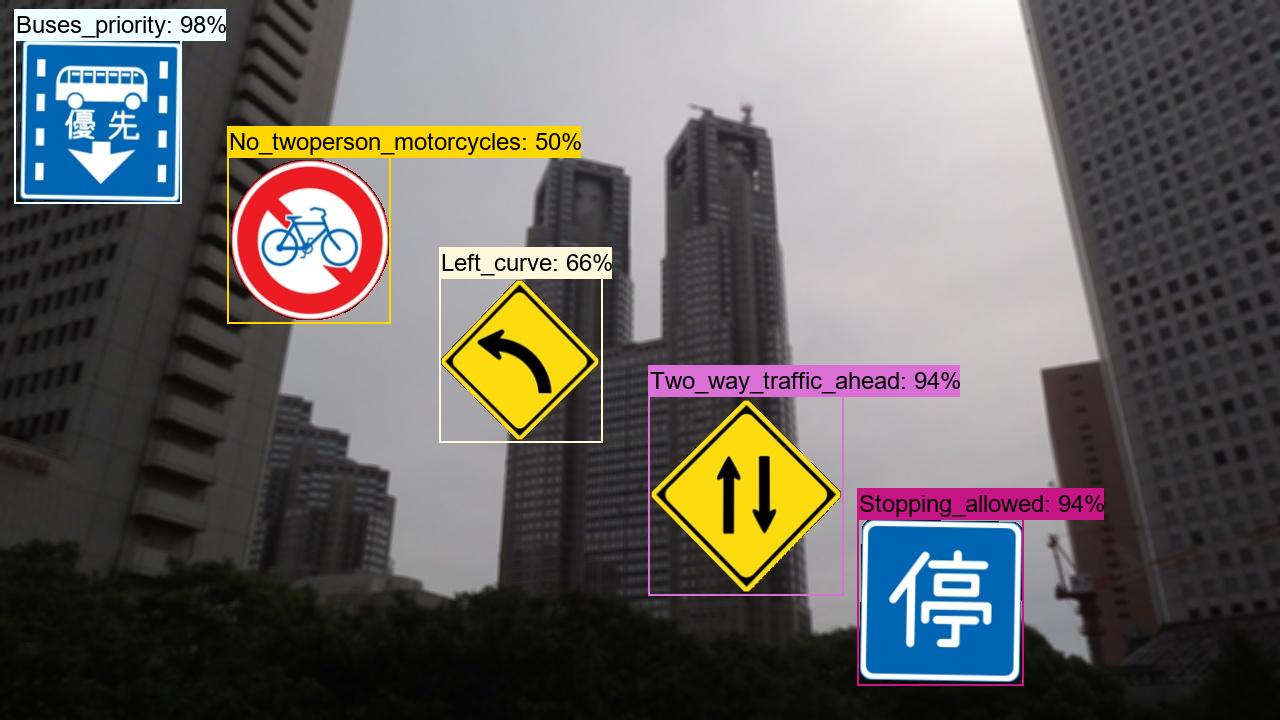 Buses_priority: 98%
優先
No_twoperson_motorcycles: 50%
Left_curve: 66%
Two_way_traffic_ahead: 94%
Stopping_allowed: 94%
停